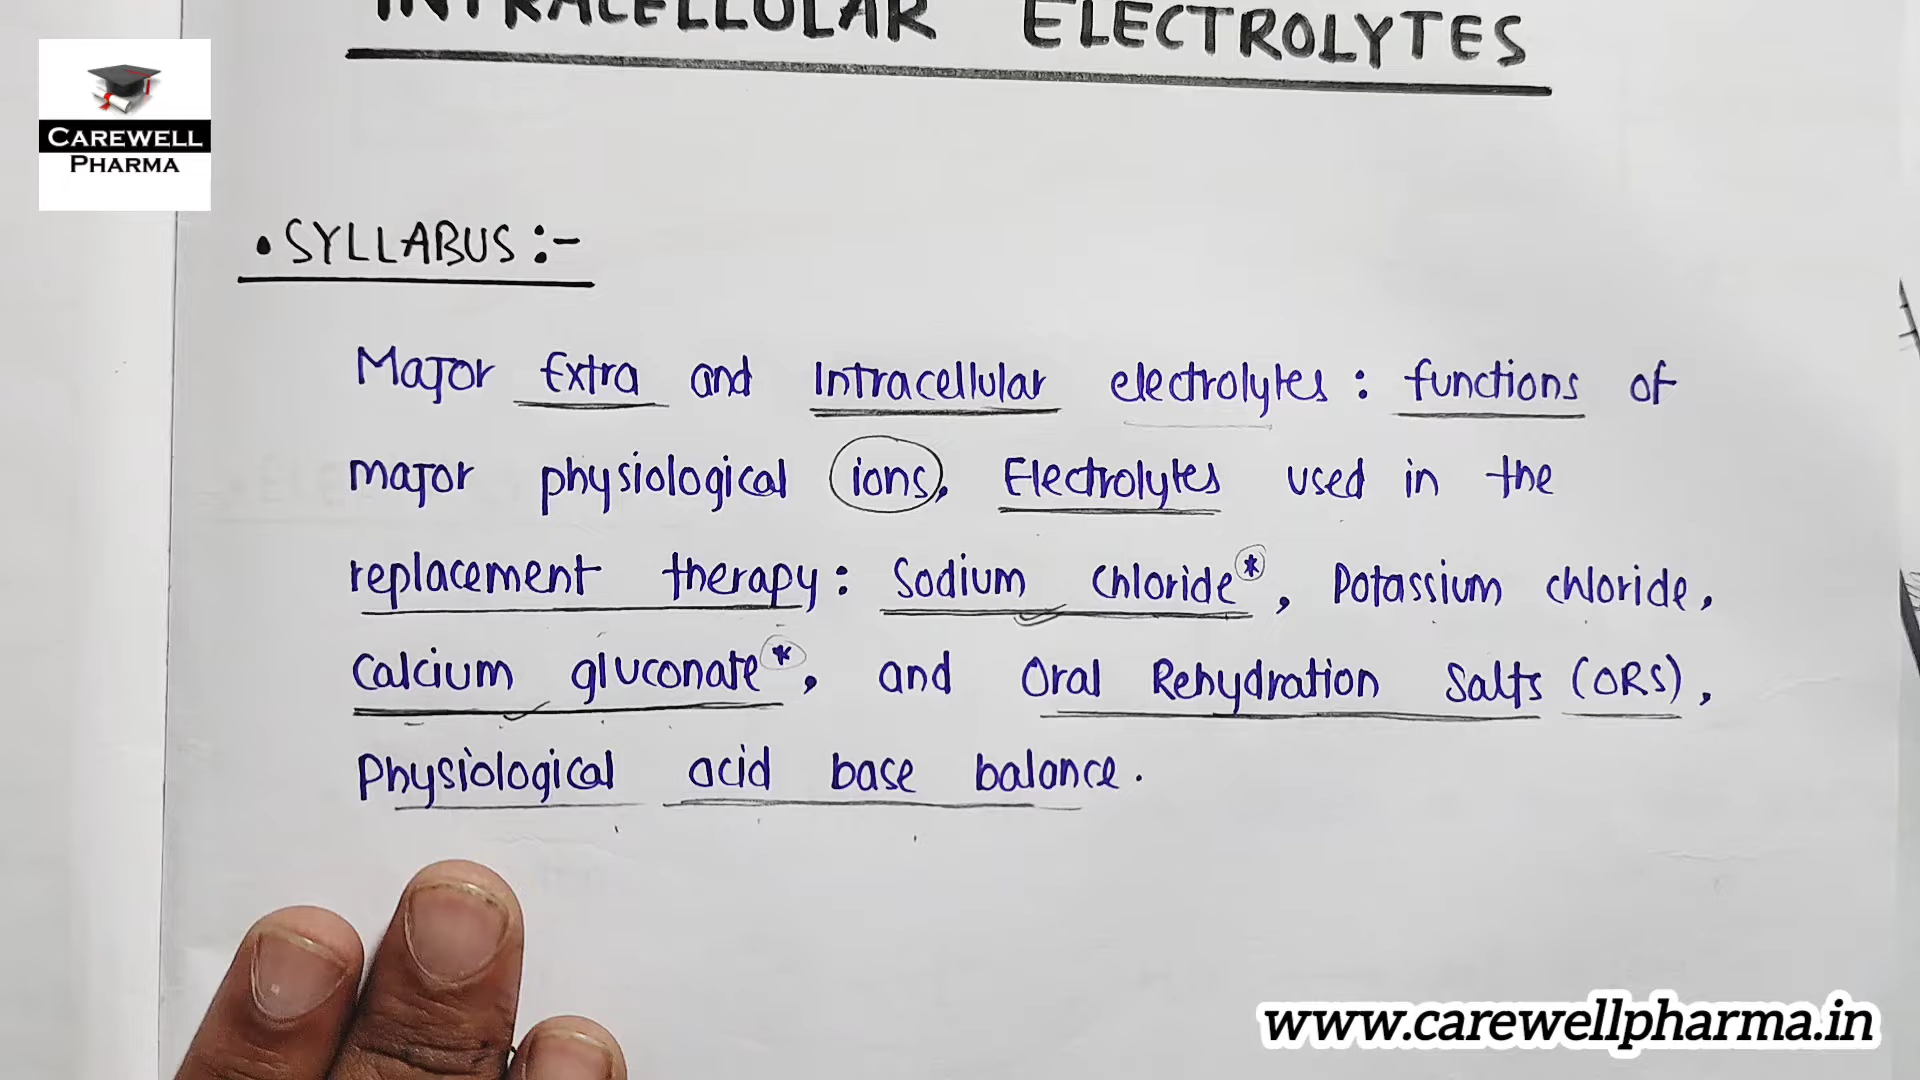 INTRACELLULAR ELECTROLYTES
CAREWELL
PHARMA
• SYLLABUS :-
Major Extra and Intracellular electrolytes : functions of
major physiological ions, Electrolytes used in the
replacement therapy : Sodium chloride*, Potassium chloride,
Calcium gluconate*, and Oral Rehydration Salts (ORS),
Physiological acid base balance.
www.carewellpharma.in